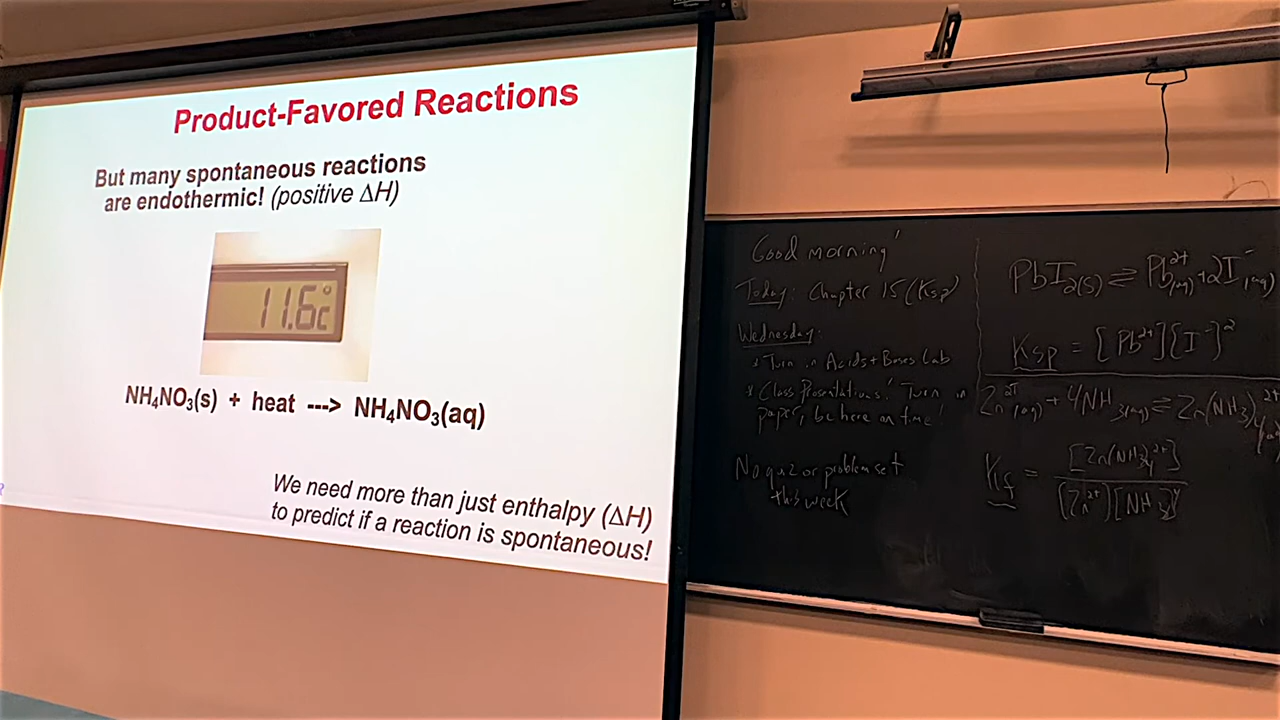 Product-Favored Reactions
But many spontaneous reactions
are endothermic! (positive ΔH)
11.6°c
NH₄NO₃(s) + heat ---> NH₄NO₃(aq)
We need more than just enthalpy (ΔH)
to predict if a reaction is spontaneous!
Good morning!
Today: Chapter 15 (Ksp)
Wednesday:
* Turn in Acids + Bases Lab
* Class Presentations! Turn in
paper, be here on time!
No quiz or problem set
this week
PbI₂(s) ⇌ Pb²⁺(aq) + 2I⁻(aq)
Ksp = [Pb²⁺][I⁻]²
Zn²⁺(aq) + 4NH₃(aq) ⇌ Zn(NH₃)₄²⁺(aq)
Kf = [Zn(NH₃)₄²⁺]
[Zn²⁺][NH₃]⁴